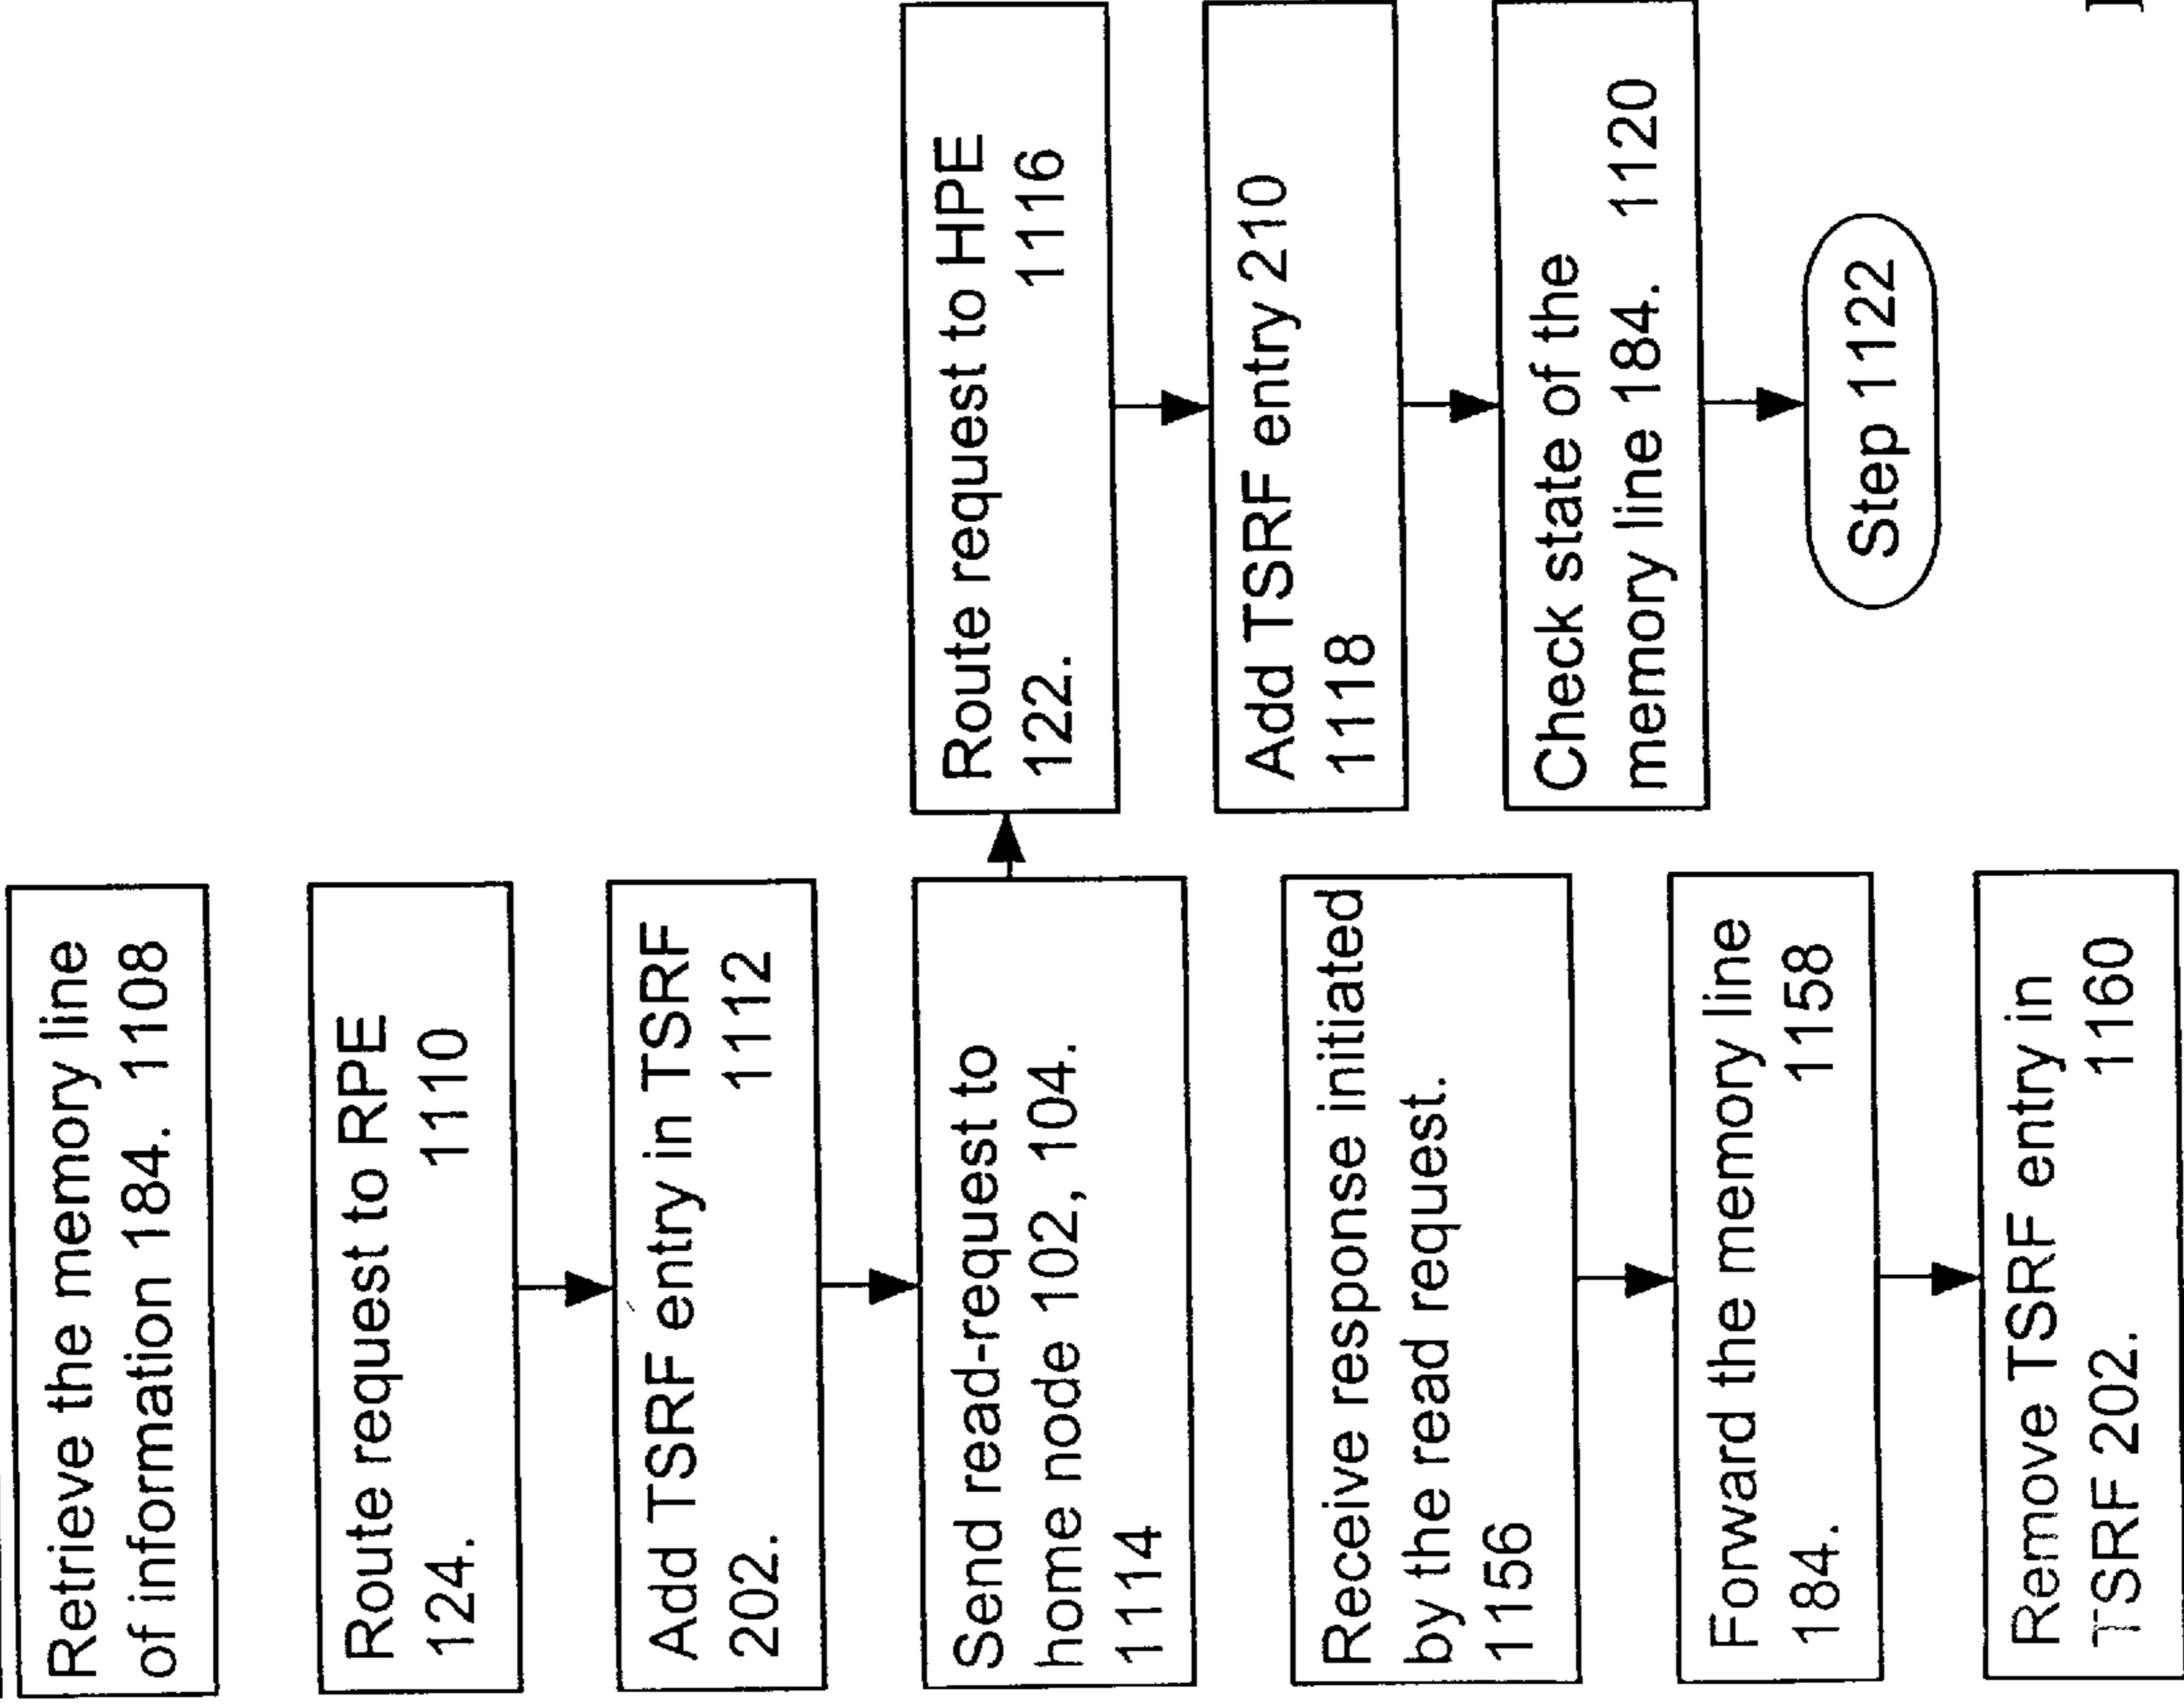 Retrieve the memory line
of information 184. 1108
Route request to RPE
124. 1110
Add TSRF entry in TSRF
202. 1112
Send read-request to
home node 102, 104.
1114
Receive response initiated
by the read request.
1156
Forward the memory line
184. 1158
Remove TSRF entry in
TSRF 202. 1160
Route request to HPE
122. 1116
Add TSRF entry 210
1118
Check state of the
memory line 184. 1120
Step 1122